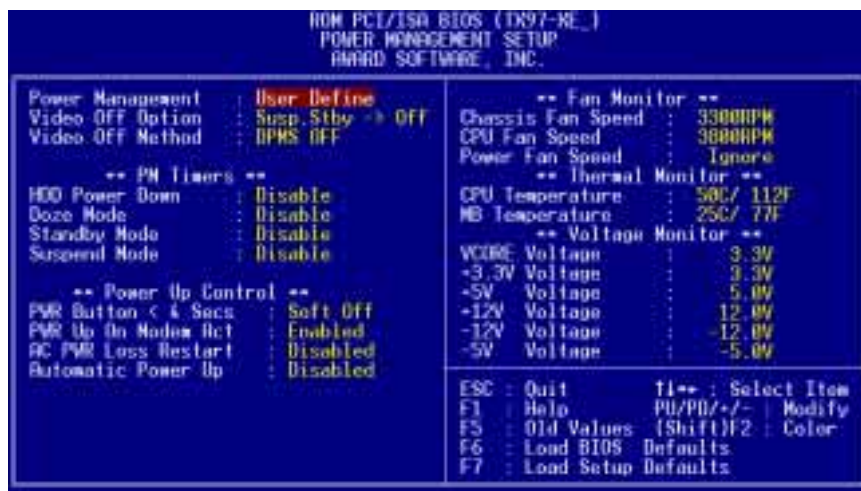 ROM PCI/ISA BIOS (TX97-XE_)
POWER MANAGEMENT SETUP
AWARD SOFTWARE, INC.
Power Management : User Define
Video Off Option : Susp,Stby -> Off
Video Off Method : DPMS OFF
** PM Timers **
HDD Power Down : Disable
Doze Mode : Disable
Standby Mode : Disable
Suspend Mode : Disable
** Power Up Control **
PWR Button < 4 Secs : Soft Off
PWR Up On Modem Act : Enabled
AC PWR Loss Restart : Disabled
Automatic Power Up : Disabled
** Fan Monitor **
Chassis Fan Speed : 3300RPM
CPU Fan Speed : 3800RPM
Power Fan Speed : Ignore
** Thermal Monitor **
CPU Temperature : 50C/ 112F
MB Temperature : 25C/ 77F
** Voltage Monitor **
VCORE Voltage : 3.3V
+3.3V Voltage : 3.3V
+5V Voltage : 5.0V
+12V Voltage : 12.0V
-12V Voltage : -12.0V
-5V Voltage : -5.0V
ESC : Quit ↑↓→← : Select Item
F1 : Help PU/PD/+/- : Modify
F5 : Old Values (Shift)F2 : Color
F6 : Load BIOS Defaults
F7 : Load Setup Defaults